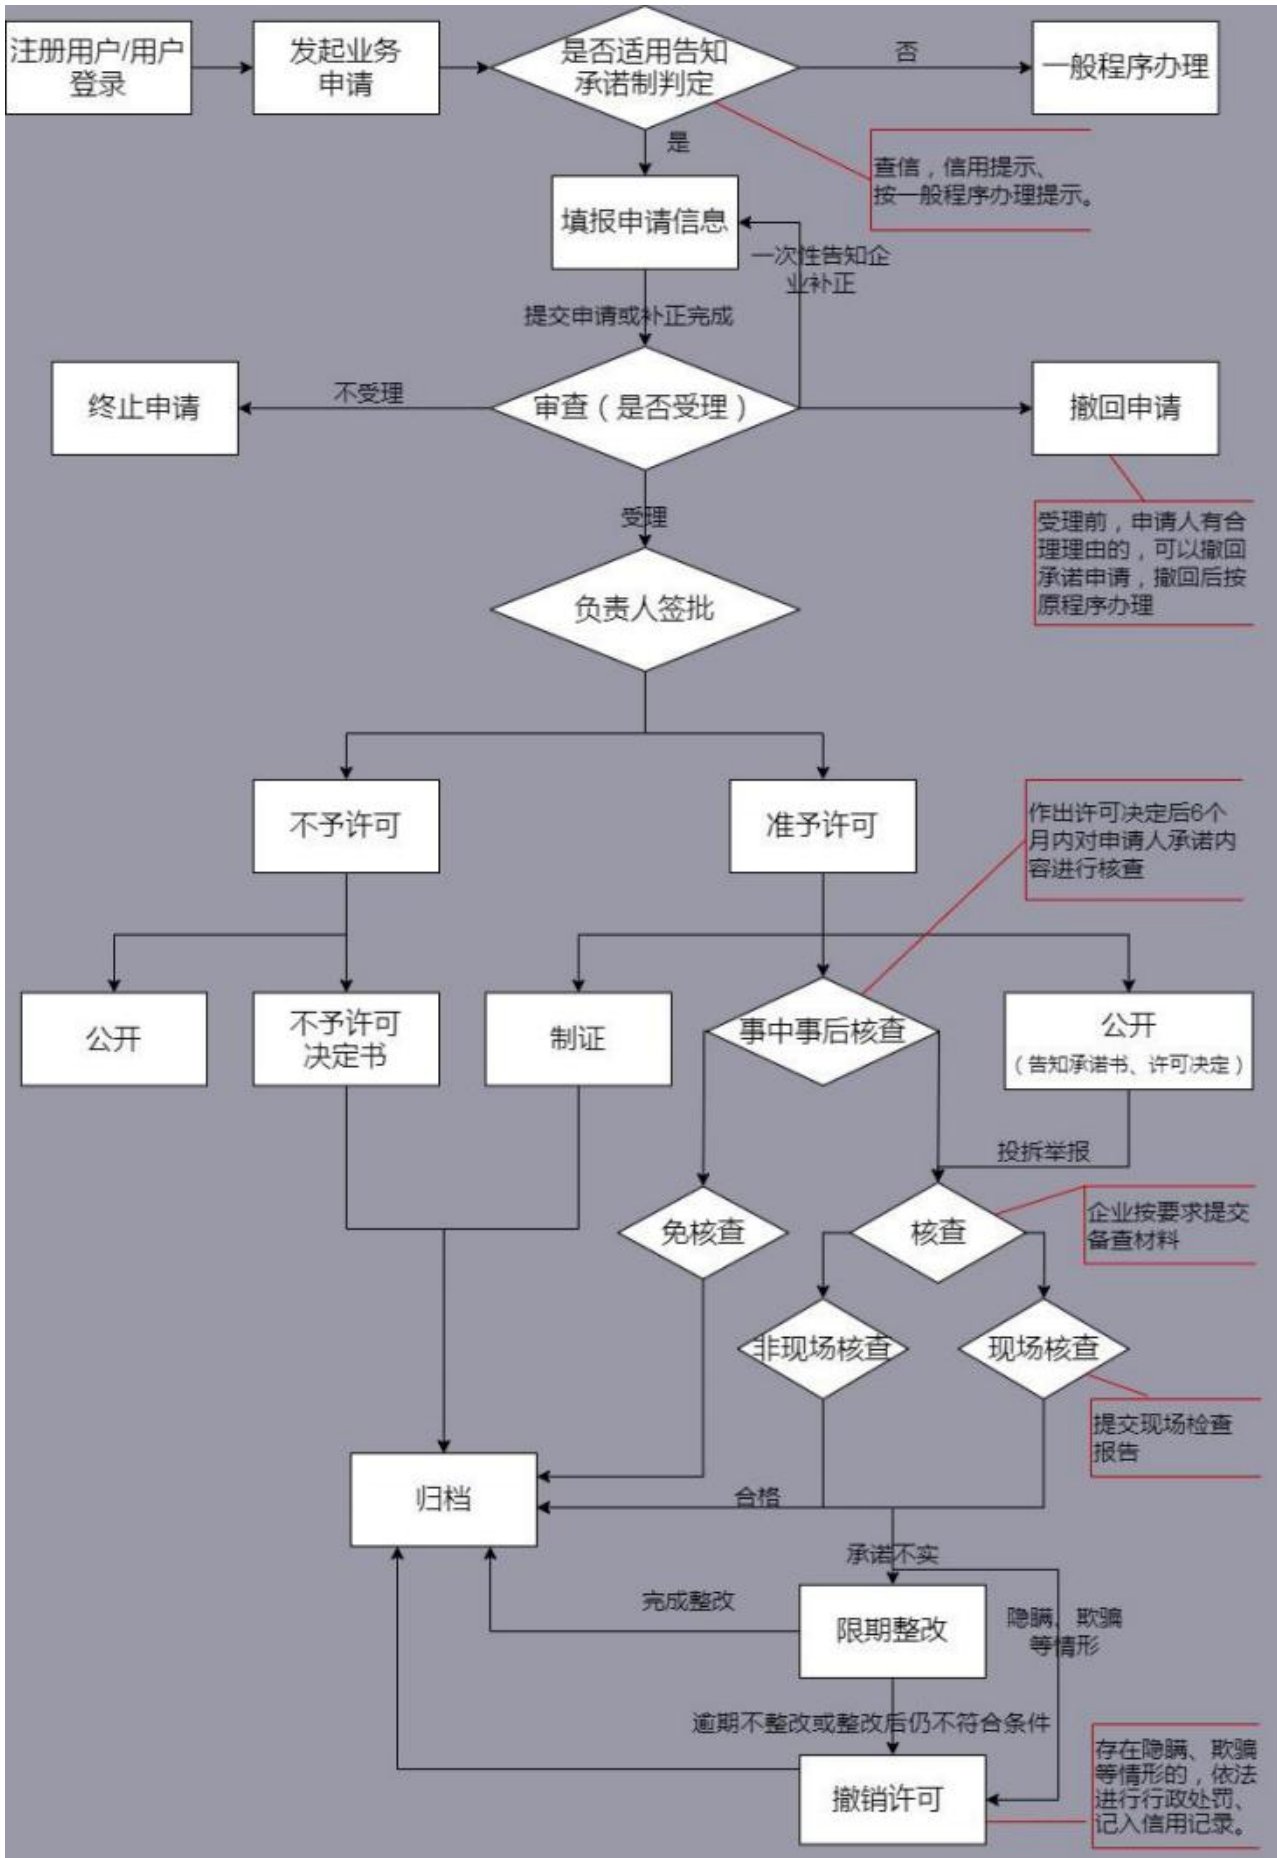 注册用户/用户
登录
发起业务
申请
是否适用告知
承诺制判定
否
一般程序办理
是
查信，信用提示、
按一般程序办理提示。
填报申请信息
一次性告知企
业补正
提交申请或补正完成
终止申请
不受理
审查（是否受理）
撤回申请
受理
受理前，申请人有合
理理由的，可以撤回
承诺申请，撤回后按
原程序办理
负责人签批
不予许可
准予许可
作出许可决定后6个
月内对申请人承诺内
容进行核查
公开
不予许可
决定书
制证
事中事后核查
公开
（告知承诺书、许可决定）
投拆举报
免核查
核查
企业按要求提交
备查材料
非现场核查
现场核查
提交现场检查
报告
归档
合格
承诺不实
完成整改
限期整改
隐瞒、欺骗
等情形
逾期不整改或整改后仍不符合条件
撤销许可
存在隐瞒、欺骗
等情形的，依法
进行行政处罚、
记入信用记录。